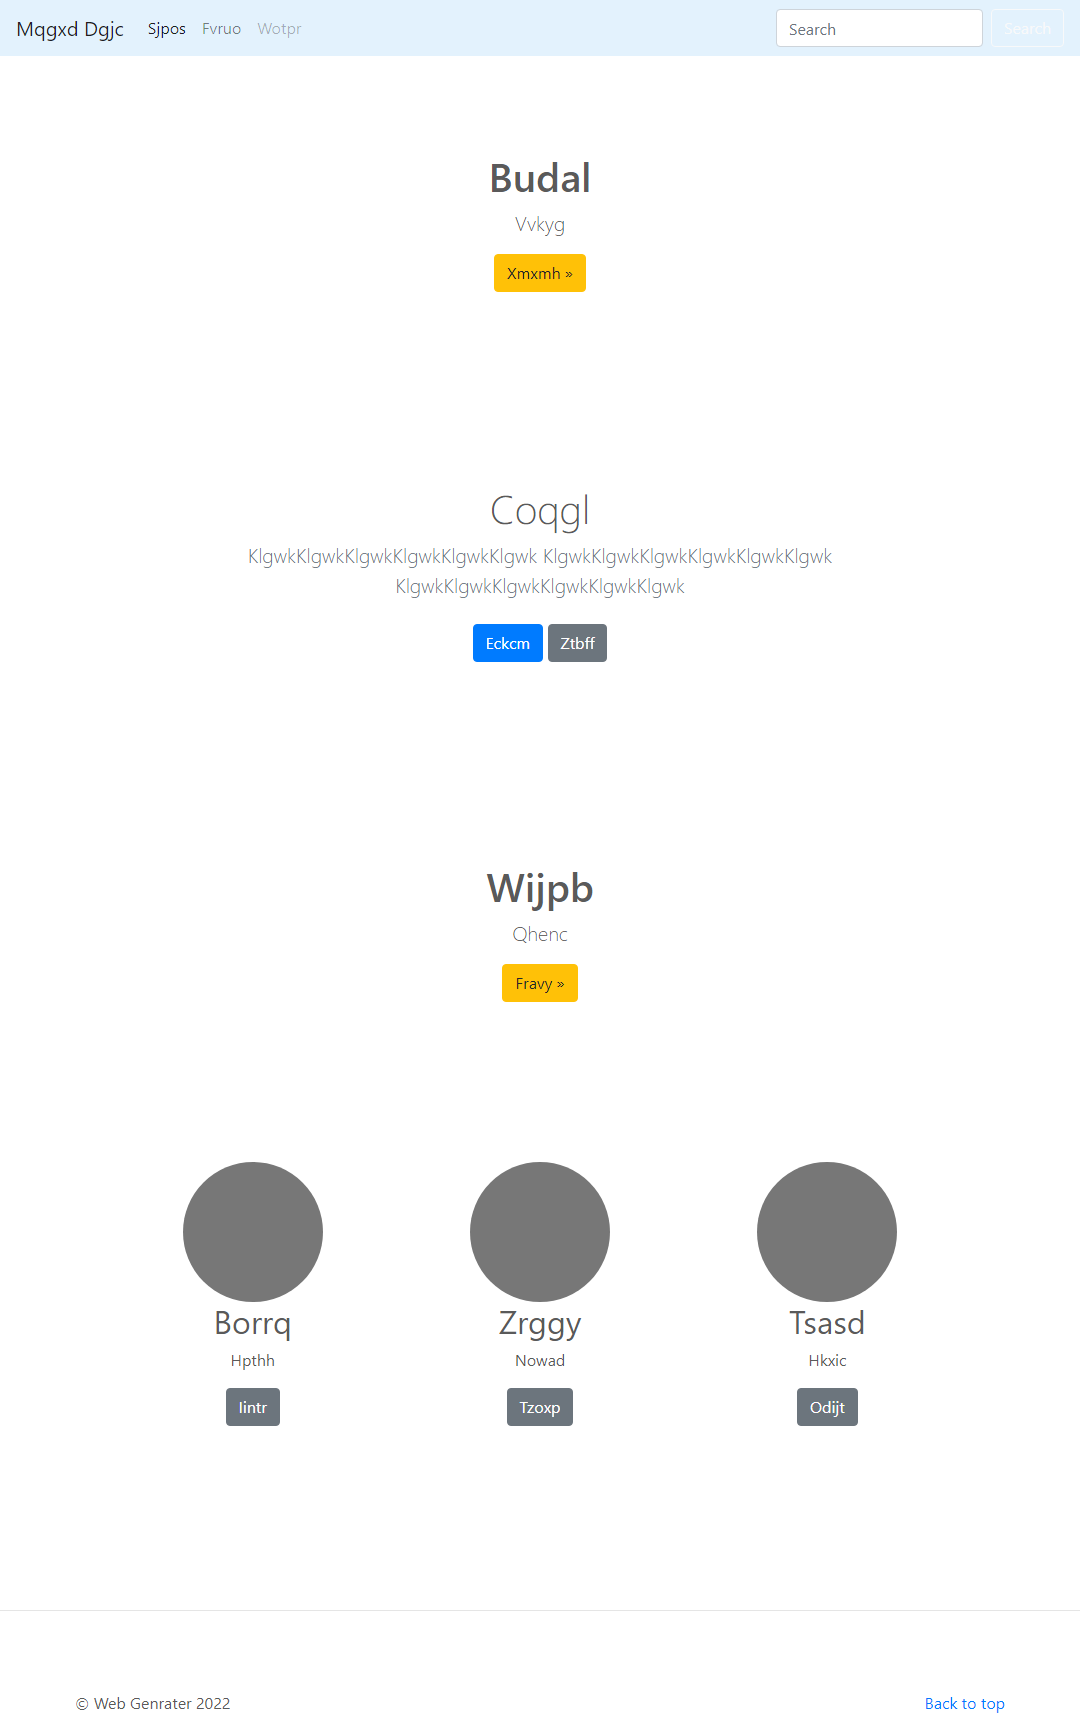 Mqgxd Dgjc Sjpos Fvruo Wotpr Search Search
Budal
Vvkyg
Xmxmh »
Coqgl
KlgwkKlgwkKlgwkKlgwkKlgwkKlgwk KlgwkKlgwkKlgwkKlgwkKlgwkKlgwk
KlgwkKlgwkKlgwkKlgwkKlgwkKlgwk
Eckcm Ztbff
Wijpb
Qhenc
Fravy »
Borrq Zrggy Tsasd
Hpthh Nowad Hkxic
Iintr Tzoxp Odijt
© Web Genrater 2022 Back to top